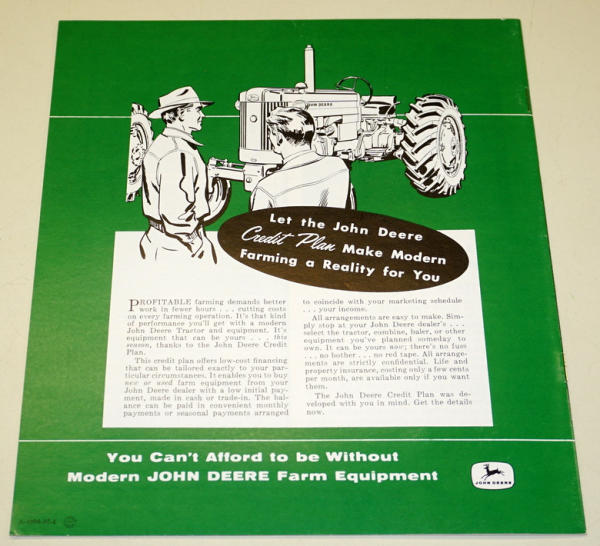 JOHN DEERE
Let the John Deere
Credit Plan Make Modern
Farming a Reality for You
PROFITABLE farming demands better
work in fewer hours . . . cutting costs
on every farming operation. It's that kind
of performance you'll get with a modern
John Deere Tractor and equipment. It's
equipment that can be yours . . . this
season, thanks to the John Deere Credit
Plan.
This credit plan offers low-cost financing
that can be tailored exactly to your par-
ticular circumstances. It enables you to buy
new or used farm equipment from your
John Deere dealer with a low initial pay-
ment, made in cash or trade-in. The bal-
ance can be paid in convenient monthly
payments or seasonal payments arranged
to coincide with your marketing schedule
. . . your income.
All arrangements are easy to make. Sim-
ply stop at your John Deere dealer's . . .
select the tractor, combine, baler, or other
equipment you've planned someday to
own. It can be yours now; there's no fuss
. . . no bother . . . no red tape. All arrange-
ments are strictly confidential. Life and
property insurance, costing only a few cents
per month, are available only if you want
them.
The John Deere Credit Plan was de-
veloped with you in mind. Get the details
now.
You Can't Afford to be Without
Modern JOHN DEERE Farm Equipment
JOHN DEERE